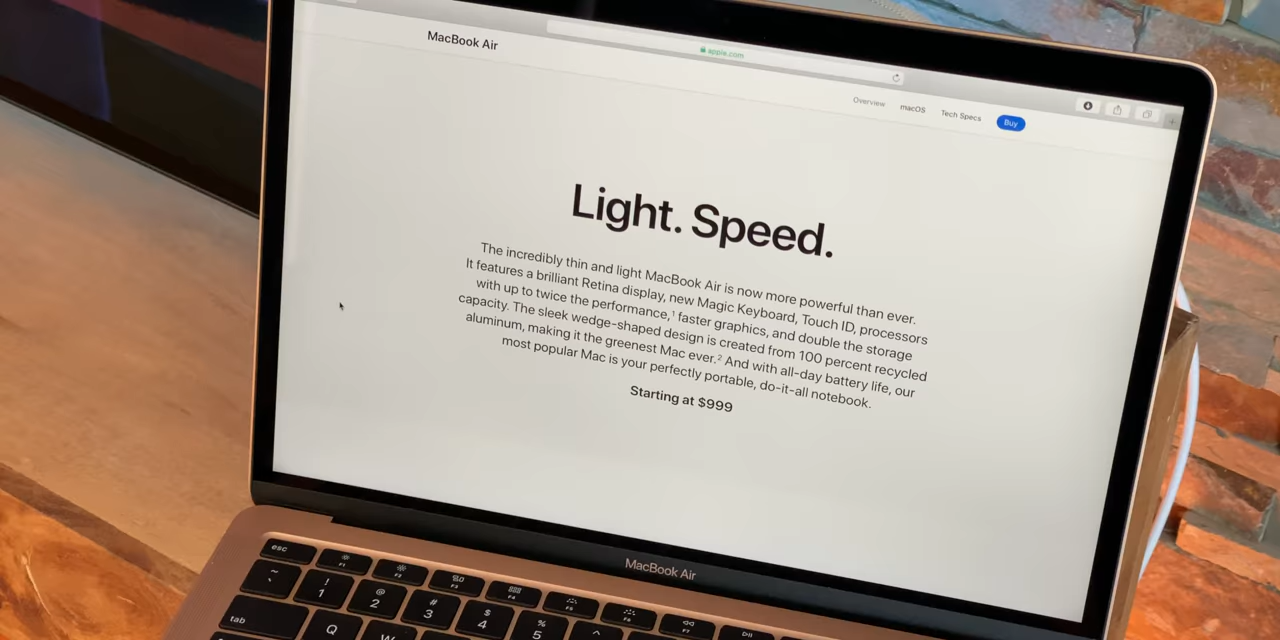 apple.com
MacBook Air
Overview macOS Tech Specs Buy
Light. Speed.
The incredibly thin and light MacBook Air is now more powerful than ever.
It features a brilliant Retina display, new Magic Keyboard, Touch ID, processors
with up to twice the performance,¹ faster graphics, and double the storage
capacity. The sleek wedge-shaped design is created from 100 percent recycled
aluminum, making it the greenest Mac ever.² And with all-day battery life, our
most popular Mac is your perfectly portable, do-it-all notebook.
Starting at $999
MacBook Air
esc F1 F2 F3 F4 F5 F6 F7
~ ! @ # $ % ^
` 1 2 3 4 5
tab Q W